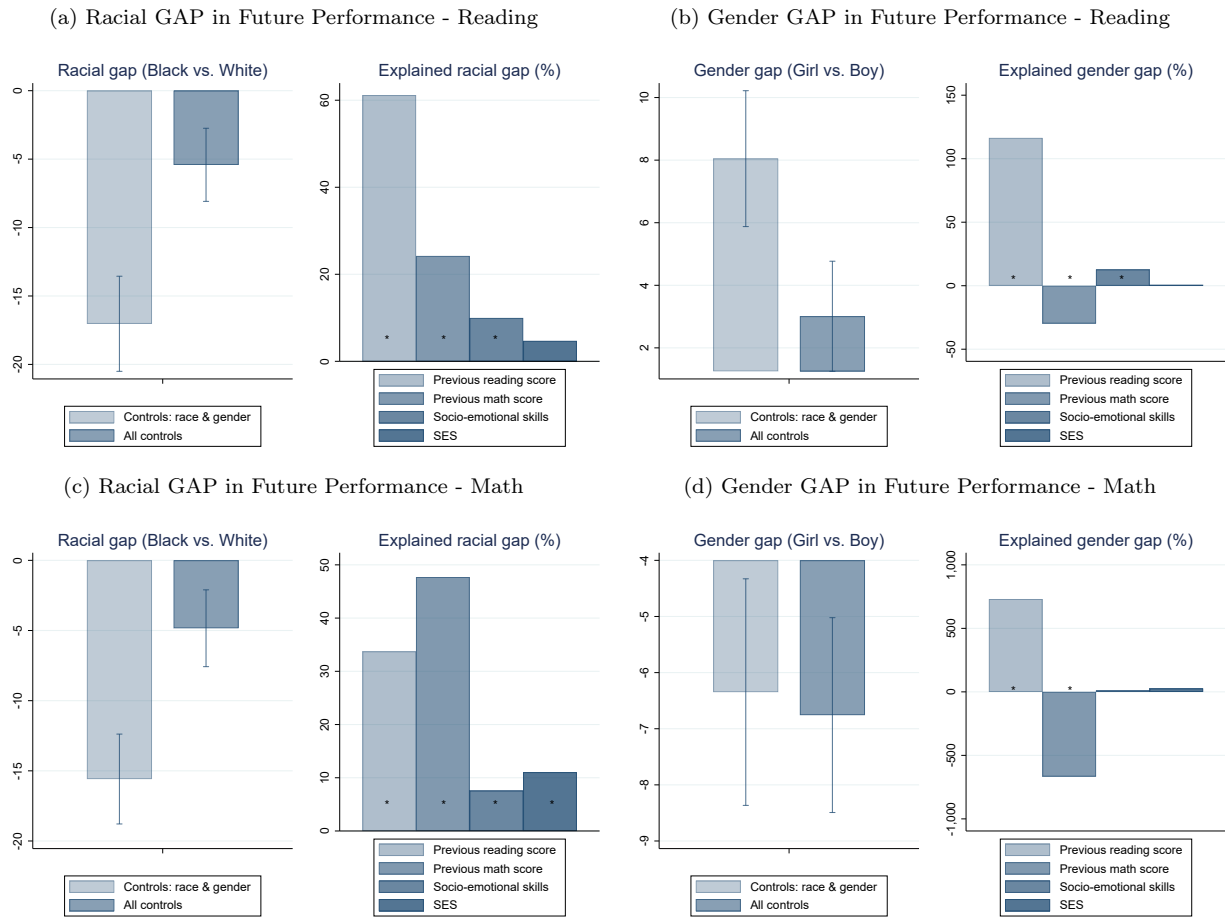 (a) Racial GAP in Future Performance - Reading
Racial gap (Black vs. White)
0
-5
-10
-15
-20
Controls: race & gender
All controls
Explained racial gap (%)
60
40
20
0
*
*
*
Previous reading score
Previous math score
Socio-emotional skills
SES
(b) Gender GAP in Future Performance - Reading
Gender gap (Girl vs. Boy)
10
8
6
4
2
Controls: race & gender
All controls
Explained gender gap (%)
150
100
50
0
-50
*
*
*
Previous reading score
Previous math score
Socio-emotional skills
SES
(c) Racial GAP in Future Performance - Math
Racial gap (Black vs. White)
0
-5
-10
-15
-20
Controls: race & gender
All controls
Explained racial gap (%)
50
40
30
20
10
0
*
*
*
*
Previous reading score
Previous math score
Socio-emotional skills
SES
(d) Gender GAP in Future Performance - Math
Gender gap (Girl vs. Boy)
-4
-5
-6
-7
-8
-9
Controls: race & gender
All controls
Explained gender gap (%)
1,000
500
0
-500
-1,000
*
*
Previous reading score
Previous math score
Socio-emotional skills
SES